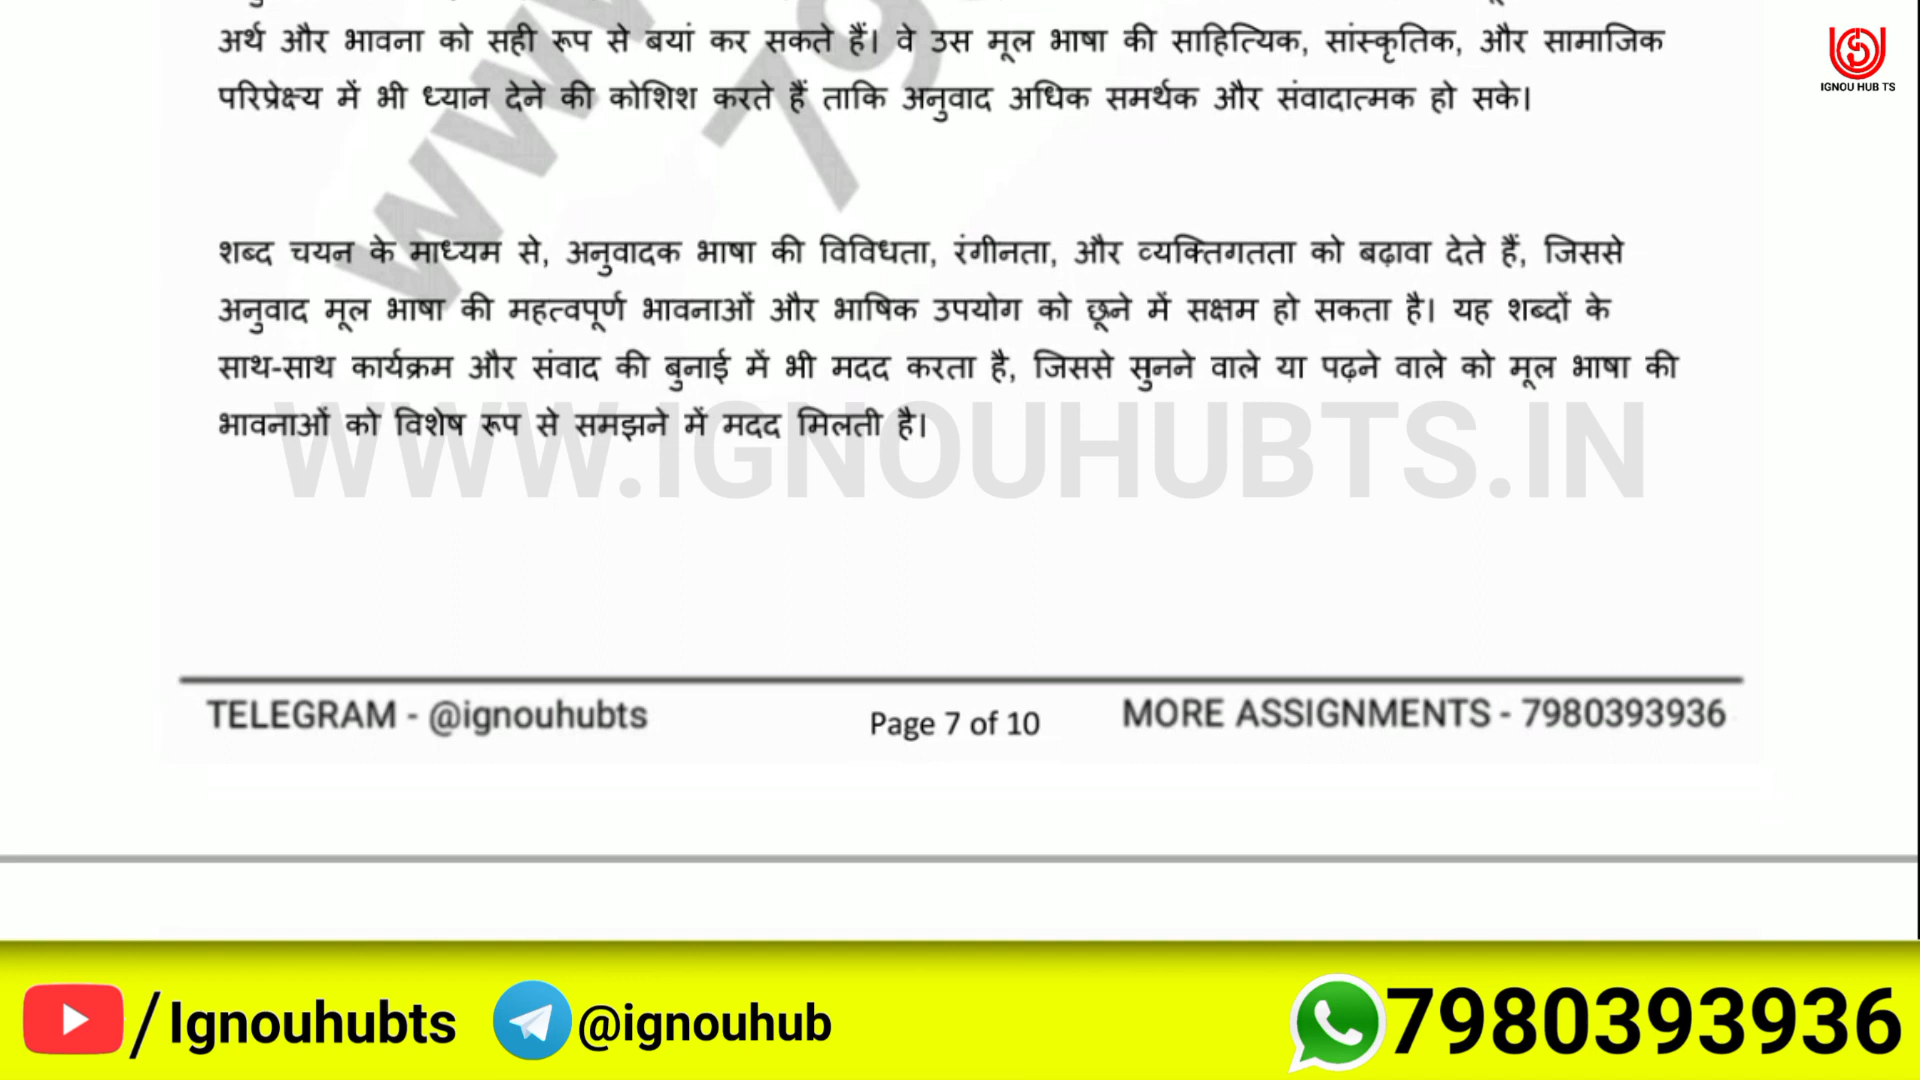 अर्थ और भावना को सही रूप से बयां कर सकते हैं। वे उस मूल भाषा की साहित्यिक, सांस्कृतिक, और सामाजिक
परिप्रेक्ष्य में भी ध्यान देने की कोशिश करते हैं ताकि अनुवाद अधिक समर्थक और संवादात्मक हो सके।
IGNOU HUB TS
शब्द चयन के माध्यम से, अनुवादक भाषा की विविधता, रंगीनता, और व्यक्तिगतता को बढ़ावा देते हैं, जिससे
अनुवाद मूल भाषा की महत्वपूर्ण भावनाओं और भाषिक उपयोग को छूने में सक्षम हो सकता है। यह शब्दों के
साथ-साथ कार्यक्रम और संवाद की बुनाई में भी मदद करता है, जिससे सुनने वाले या पढ़ने वाले को मूल भाषा की
भावनाओं को विशेष रूप से समझने में मदद मिलती है।
WWW.IGNOUHUBTS.IN
TELEGRAM - @ignouhubts Page 7 of 10 MORE ASSIGNMENTS - 7980393936
/Ignouhubts @ignouhub 7980393936